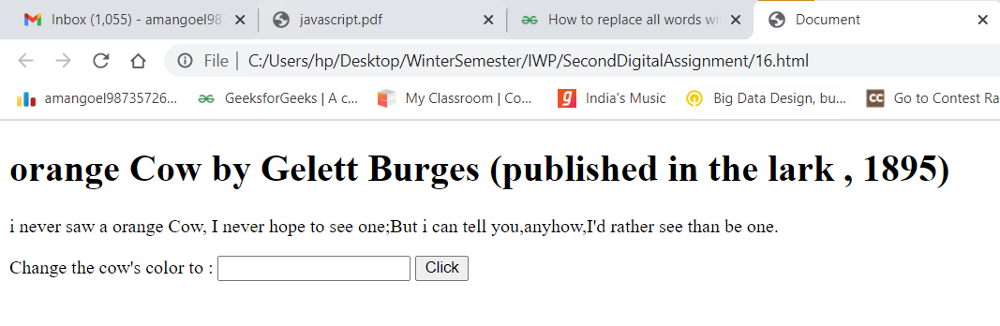 Inbox (1,055) - amangoel98 javascript.pdf How to replace all words wi Document
File | C:/Users/hp/Desktop/WinterSemester/IWP/SecondDigitalAssignment/16.html
amangoel98735726... GeeksforGeeks | A c... My Classroom | Co... India's Music Big Data Design, bu... CC Go to Contest Ra
orange Cow by Gelett Burges (published in the lark , 1895)
i never saw a orange Cow, I never hope to see one;But i can tell you,anyhow,I'd rather see than be one.
Change the cow's color to : Click